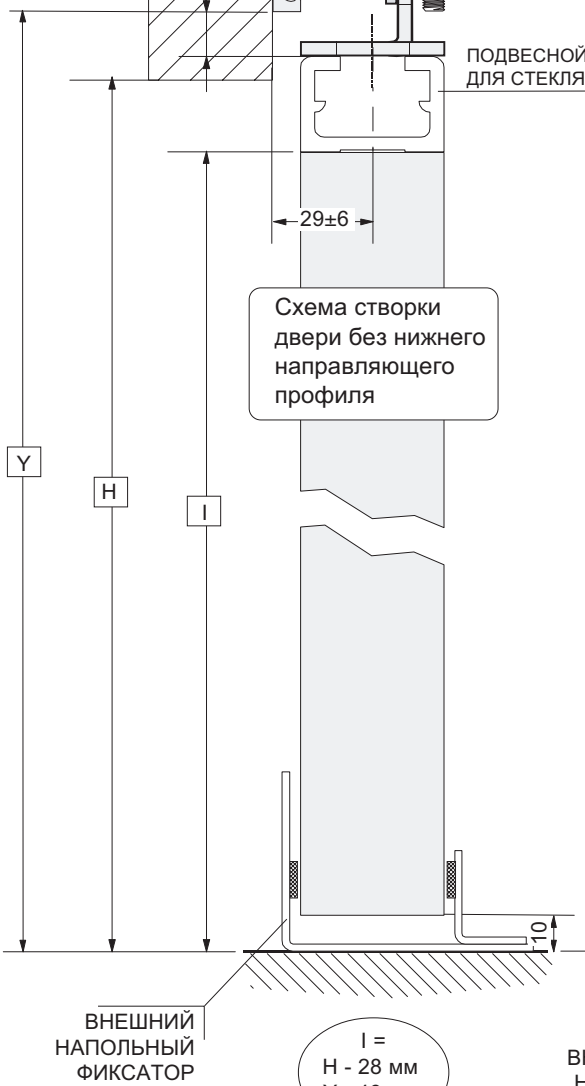 ПОДВЕСНОЙ
ДЛЯ СТЕКЛЯ
29±6
Схема створки
двери без нижнего
направляющего
профиля
Y
H
I
10
ВНЕШНИЙ
НАПОЛЬНЫЙ
ФИКСАТОР
I =
H - 28 мм